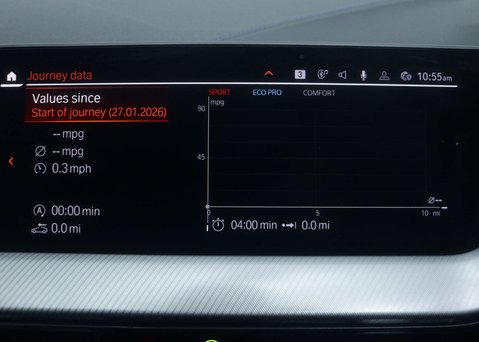 Journey data
3
10:55am
Values since
Start of journey (27.01.2026)
-- mpg
Ø -- mpg
0.3 mph
A 00:00 min
0.0 mi
SPORT ECO PRO COMFORT
mpg
90
45
Ø--
0 5 10 mi
04:00 min 0.0 mi